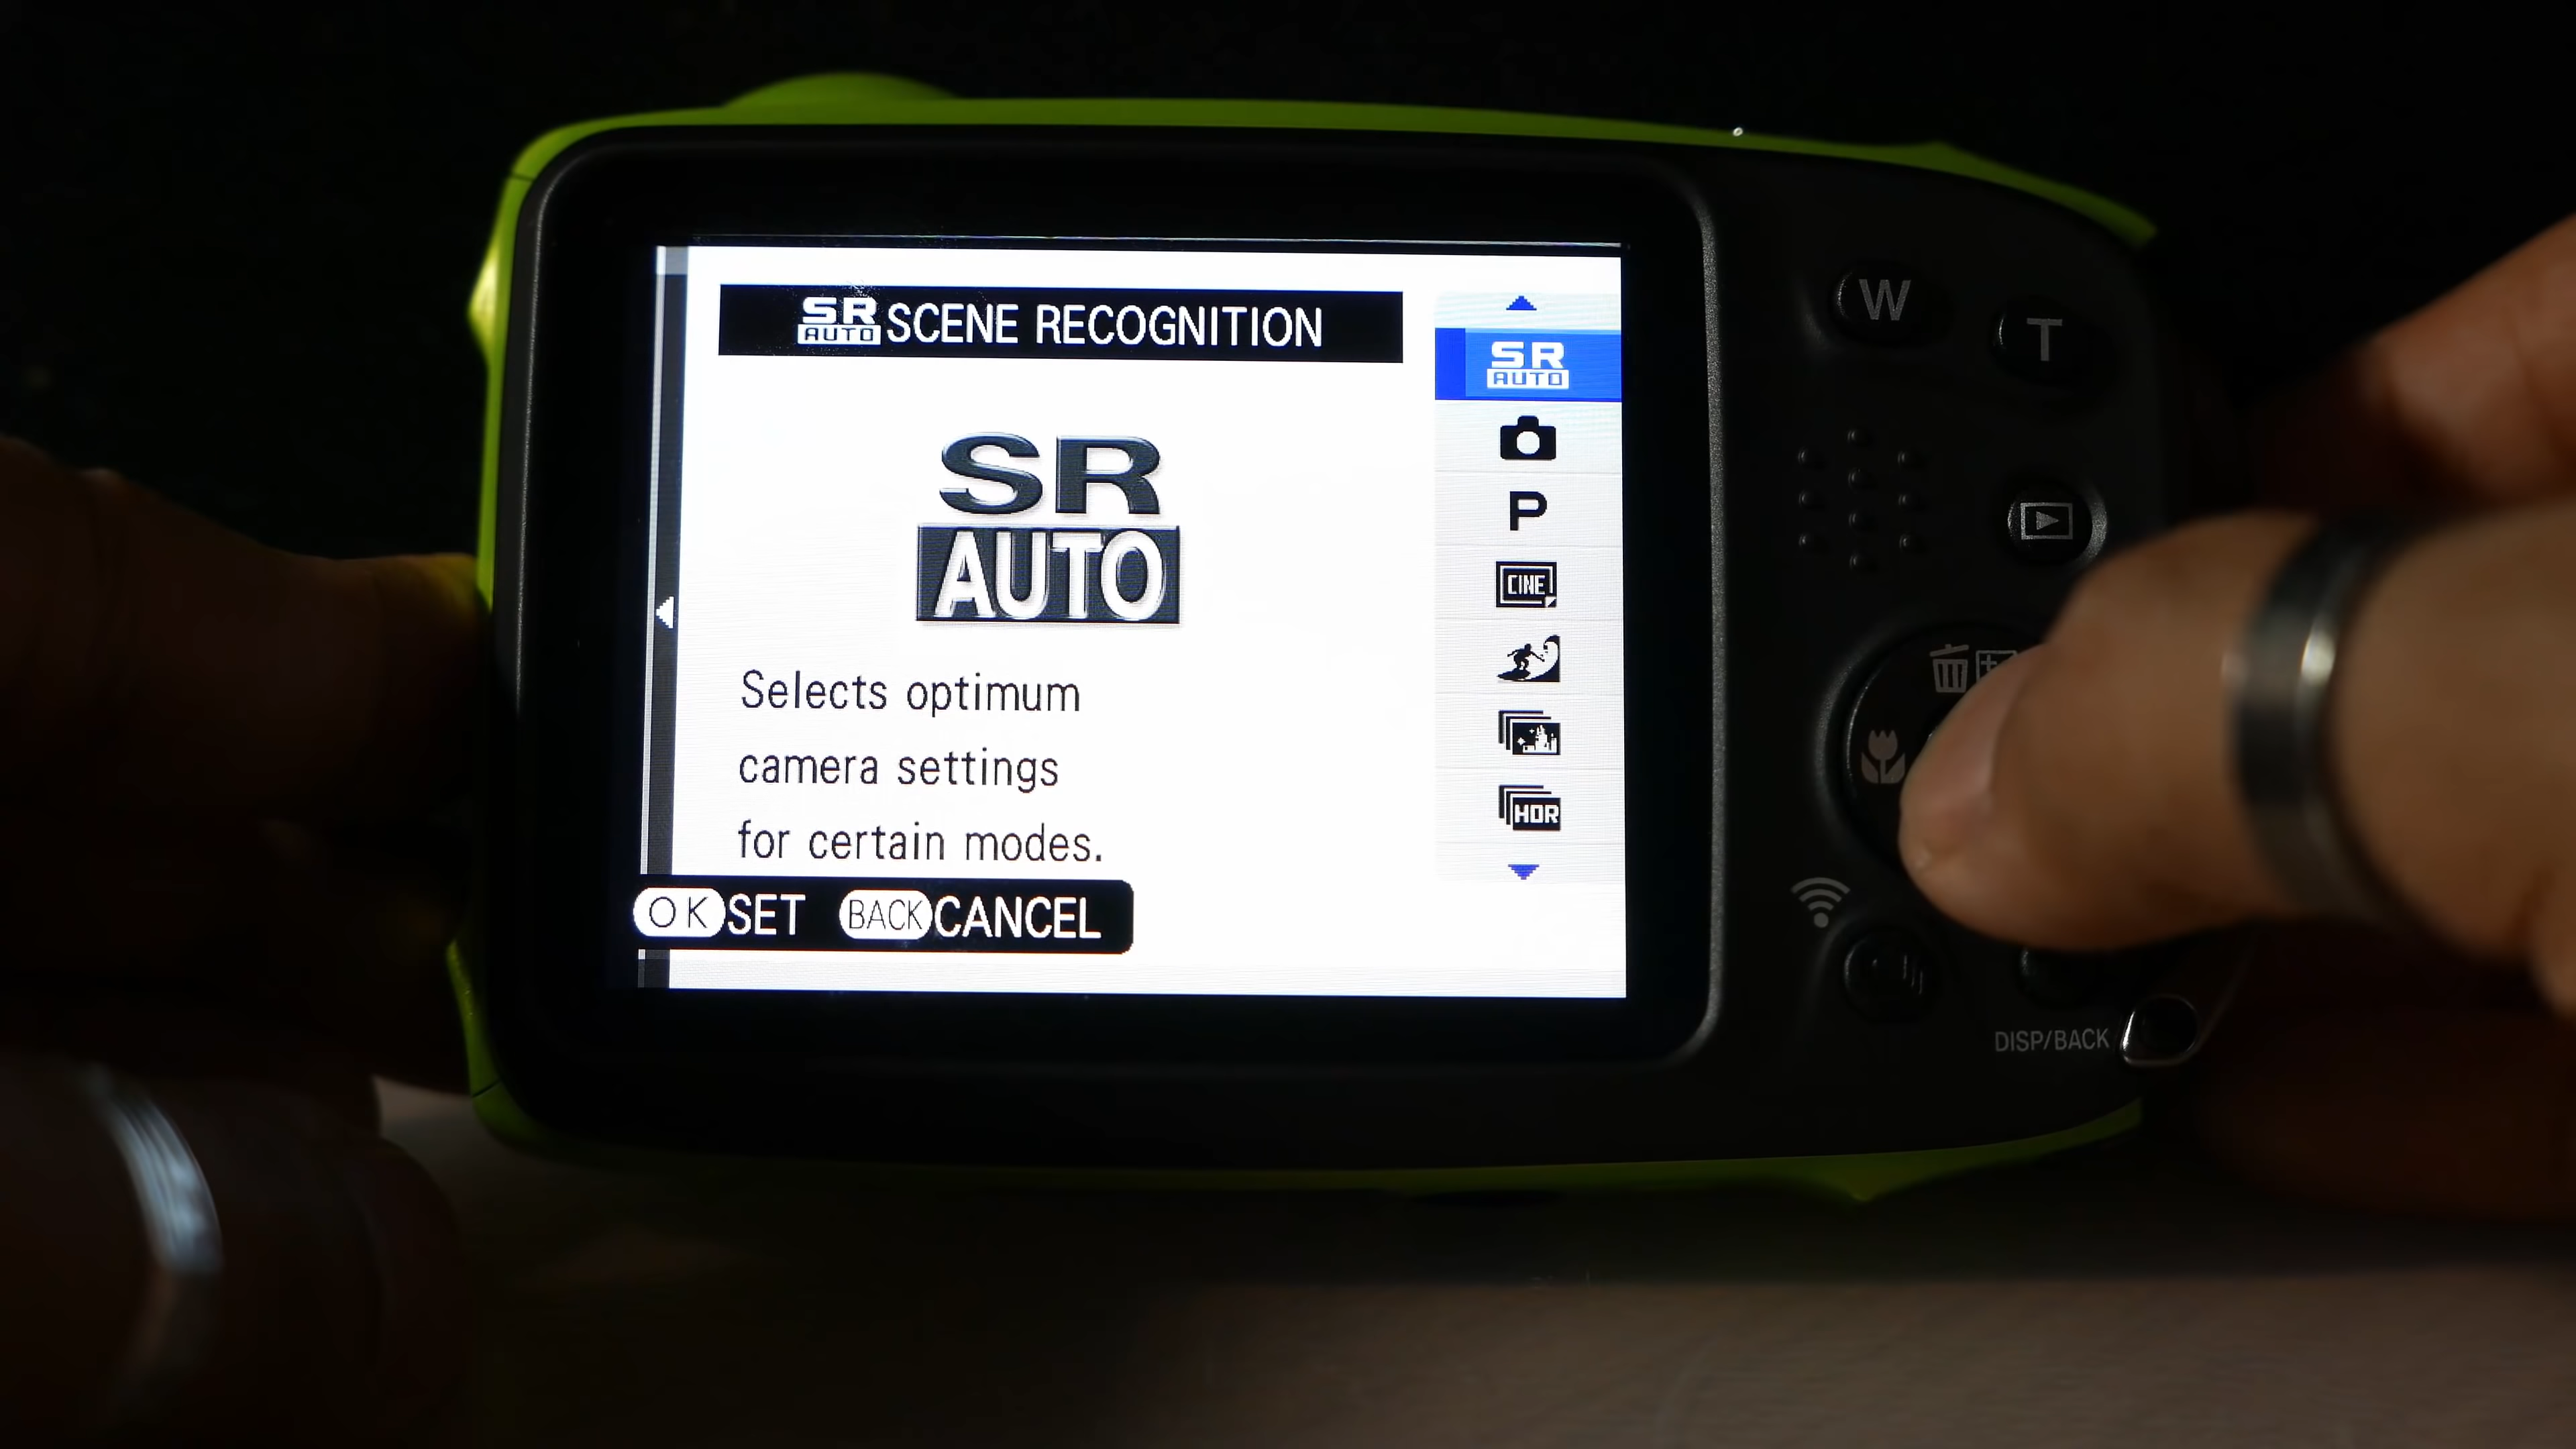 SR AUTO SCENE RECOGNITION
SR
AUTO
Selects optimum
camera settings
for certain modes.
OK SET BACK CANCEL
SR
AUTO
P
CINE
HDR
W
T
DISP/BACK